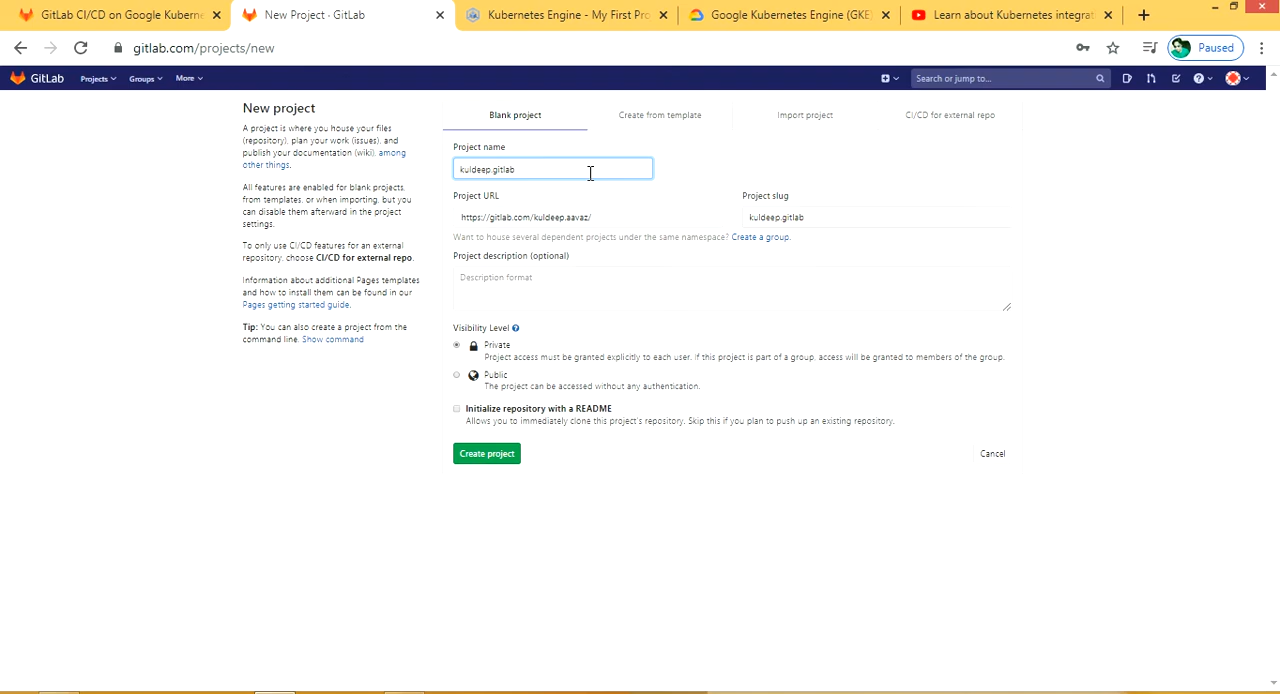 GitLab CI/CD on Google Kuberne
New Project · GitLab
Kubernetes Engine - My First Pro
Google Kubernetes Engine (GKE)
Learn about Kubernetes integrat
gitlab.com/projects/new
Paused
GitLab
Projects
Groups
More
Search or jump to...
New project
A project is where you house your files
(repository), plan your work (issues), and
publish your documentation (wiki), among
other things.
All features are enabled for blank projects,
from templates, or when importing, but you
can disable them afterward in the project
settings.
To only use CI/CD features for an external
repository, choose CI/CD for external repo.
Information about additional Pages templates
and how to install them can be found in our
Pages getting started guide.
Tip: You can also create a project from the
command line. Show command
Blank project
Create from template
Import project
CI/CD for external repo
Project name
kuldeep.gitlab
Project URL
https://gitlab.com/kuldeep.aavaz/
Project slug
kuldeep.gitlab
Want to house several dependent projects under the same namespace? Create a group.
Project description (optional)
Description format
Visibility Level
Private
Project access must be granted explicitly to each user. If this project is part of a group, access will be granted to members of the group.
Public
The project can be accessed without any authentication.
Initialize repository with a README
Allows you to immediately clone this project's repository. Skip this if you plan to push up an existing repository.
Create project
Cancel